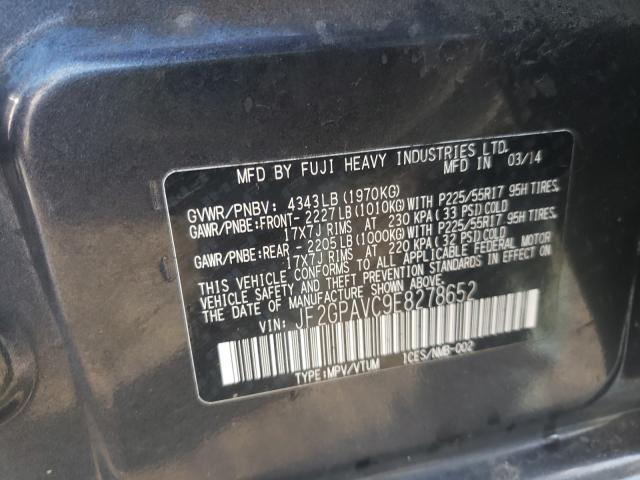 MFD BY FUJI HEAVY INDUSTRIES LTD.
MFD IN 03/14
GVWR/PNBV: 4343LB(1970KG)
GAWR/PNBE:FRONT-2227LB(1010KG)WITH P225/55R17 95H TIRES,
17X7J RIMS AT 230 KPA(33 PSI)COLD
GAWR/PNBE:REAR -2205LB(1000KG)WITH P225/55R17 95H TIRES,
17X7J RIMS AT 220 KPA(32 PSI)COLD
THIS VEHICLE CONFORMS TO ALL APPLICABLE FEDERAL MOTOR
VEHICLE SAFETY AND THEFT PREVENTION STANDARDS IN EFFECT ON
THE DATE OF MANUFACTURE SHOWN ABOVE.
VIN: JF2GPAVC9E8278652
TYPE:MPV/VTUM ICES/NMB-002